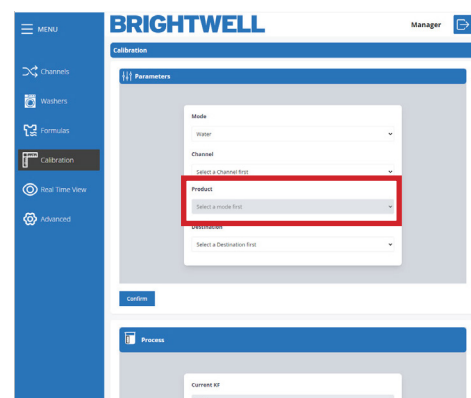 MENU
BRIGHTWELL
Manager
Calibration
Channels
Parameters
Washers
Mode
Water
Formulas
Channel
Calibration
Select a Channel first
Product
Real Time View
Select a mode first
Advanced
Destination
Select a Destination first
Confirm
Process
Current KF